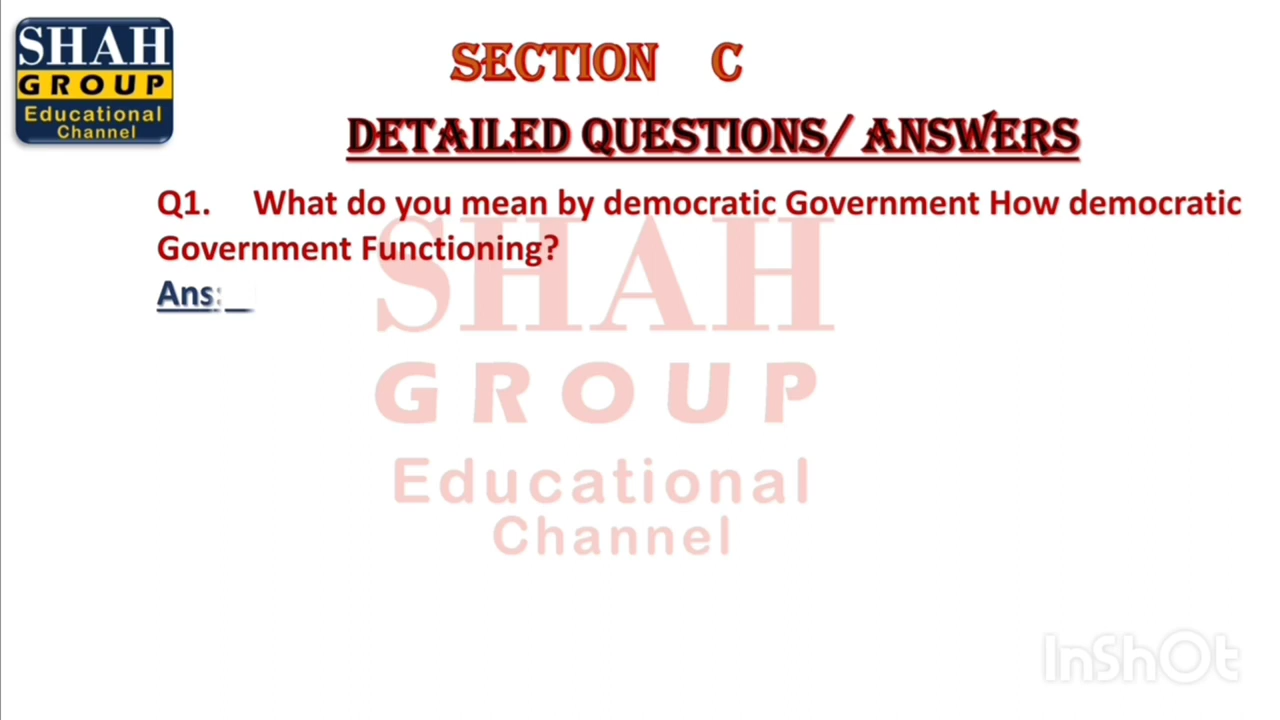 SHAH
GROUP
Educational
Channel
SECTION C
DETAILED QUESTIONS/ ANSWERS
Q1. What do you mean by democratic Government How democratic
Government Functioning?
Ans:
SHAH
GROUP
Educational
Channel
InShOt